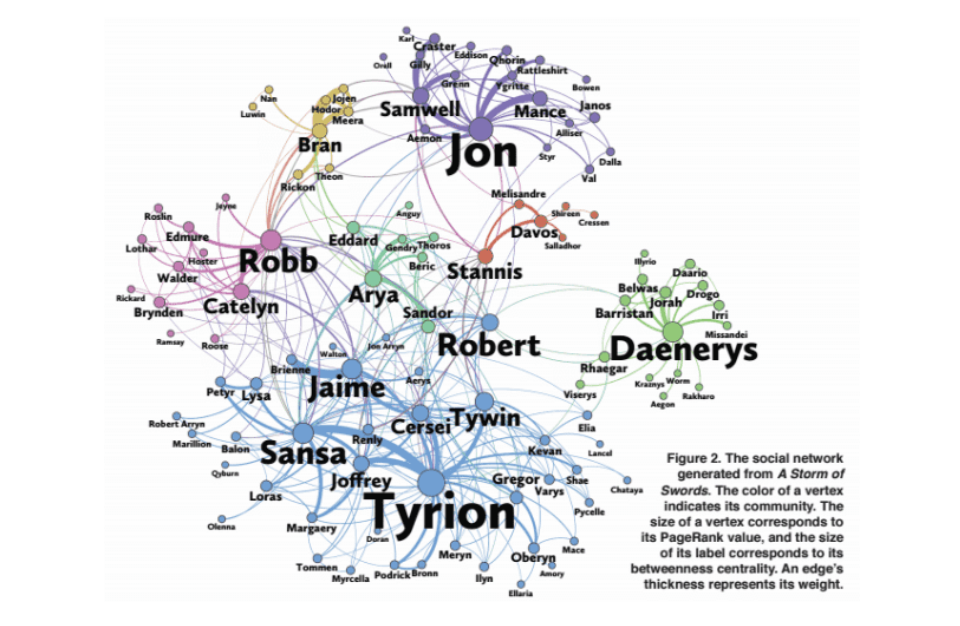 Karl
Craster
Eddison
Qhorin
Orell
Gilly
Rattleshirt
Grenn
Ygritte
Bowen
Nan
Jojen
Hodor
Samwell
Mance
Janos
Luwin
Meera
Aemon
Alliser
Bran
Jon
Styr
Dalla
Theon
Val
Rickon
Melisandre
Jeyne
Anguy
Shireen
Roslin
Cressen
Edmure
Eddard
Gendry
Thoros
Davos
Salladhor
Lothar
Hoster
Robb
Beric
Stannis
Illyrio
Walder
Daario
Arya
Belwas
Jorah
Drogo
Rickard
Catelyn
Brynden
Sandor
Barristan
Irri
Missandei
Ramsay
Roose
Walton
Jon Arryn
Robert
Daenerys
Brienne
Rhaegar
Aerys
Kraznys
Worm
Petyr
Lysa
Jaime
Viserys
Rakharo
Aegon
Robert Arryn
Cersei
Tywin
Elia
Marillion
Balon
Renly
Sansa
Kevan
Lancel
Qyburn
Joffrey
Gregor
Shae
Varys
Chataya
Loras
Tyrion
Pycelle
Olenna
Margaery
Doran
Meryn
Oberyn
Mace
Tommen
Myrcella
Podrick
Bronn
Ilyn
Amory
Ellaria
Figure 2. The social network
generated from A Storm of
Swords. The color of a vertex
indicates its community. The
size of a vertex corresponds to
its PageRank value, and the size
of its label corresponds to its
betweenness centrality. An edge's
thickness represents its weight.